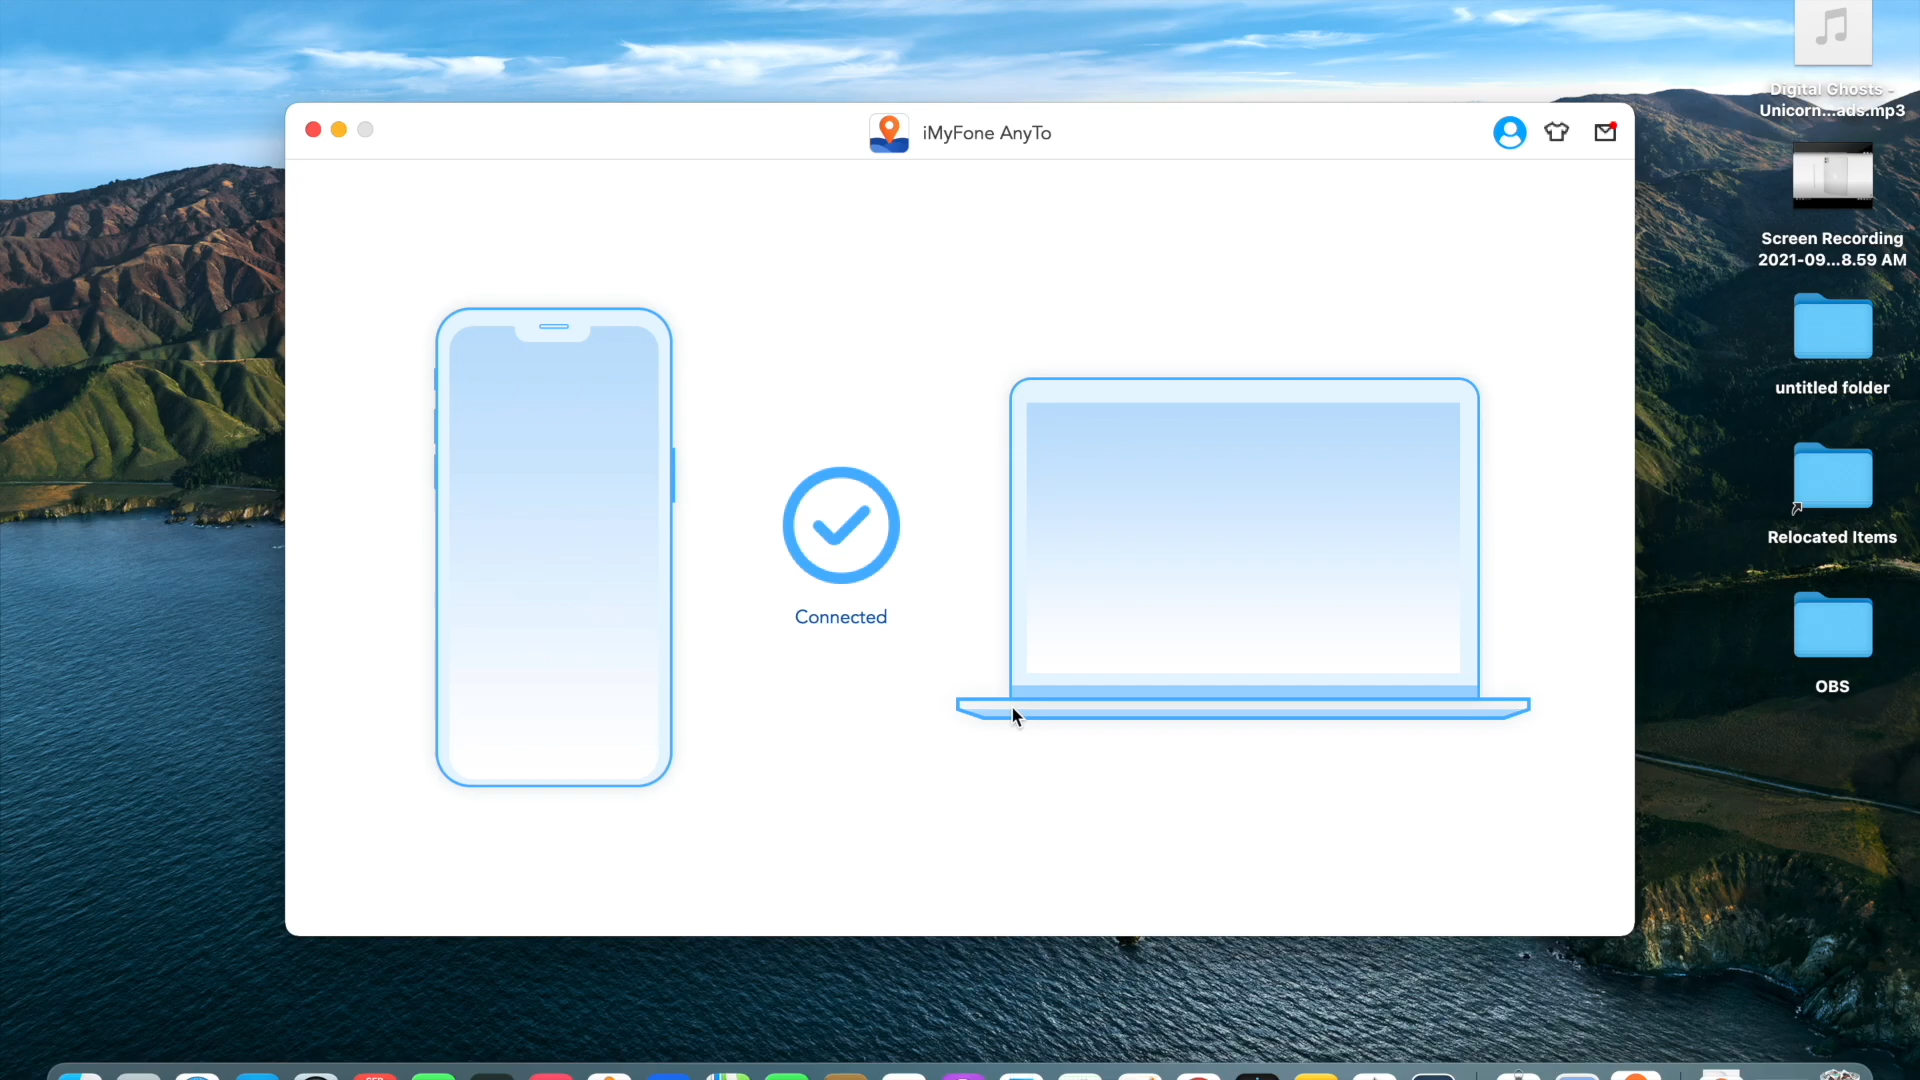 iMyFone AnyTo
Connected
Digital Ghosts -
Unicorn...ads.mp3
Screen Recording
2021-09...8.59 AM
untitled folder
Relocated Items
OBS
SEP